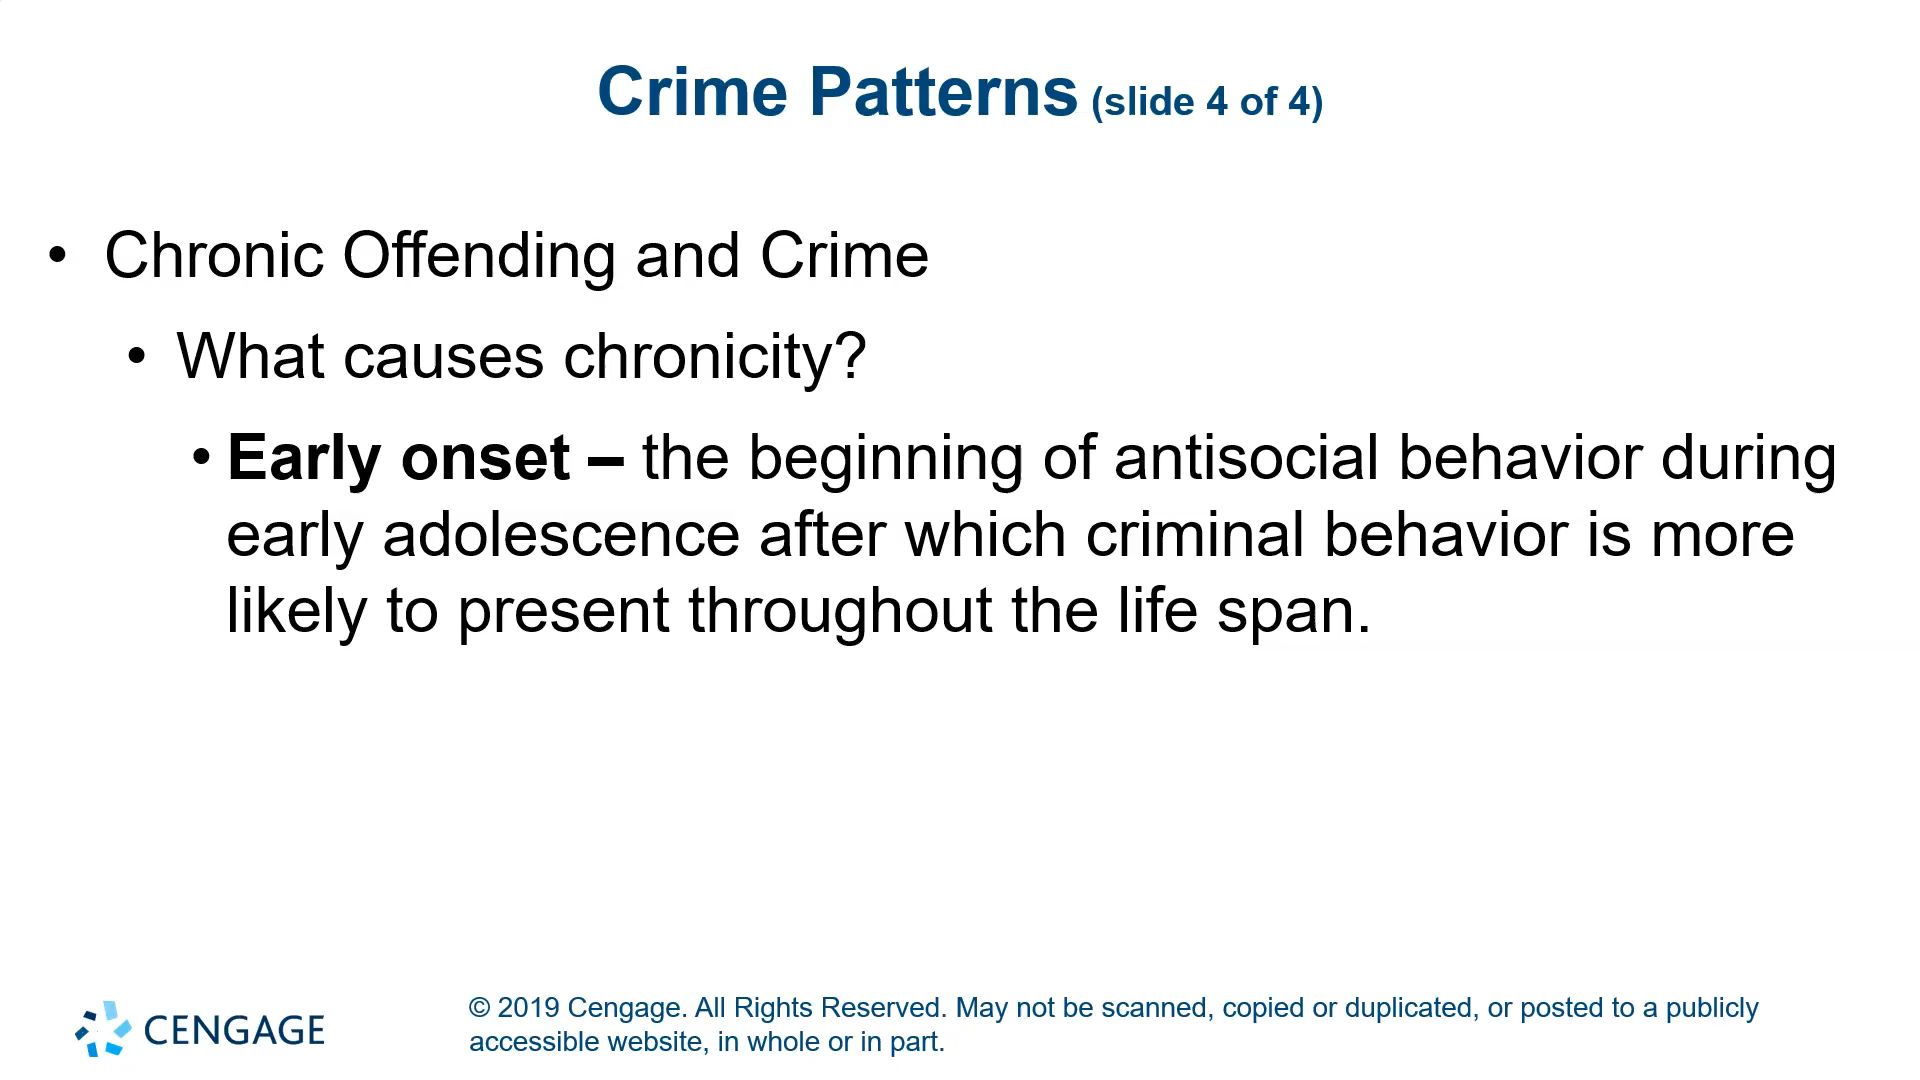 Crime Patterns (slide 4 of 4)
• Chronic Offending and Crime
• What causes chronicity?
• Early onset – the beginning of antisocial behavior during
early adolescence after which criminal behavior is more
likely to present throughout the life span.
CENGAGE
© 2019 Cengage. All Rights Reserved. May not be scanned, copied or duplicated, or posted to a publicly
accessible website, in whole or in part.